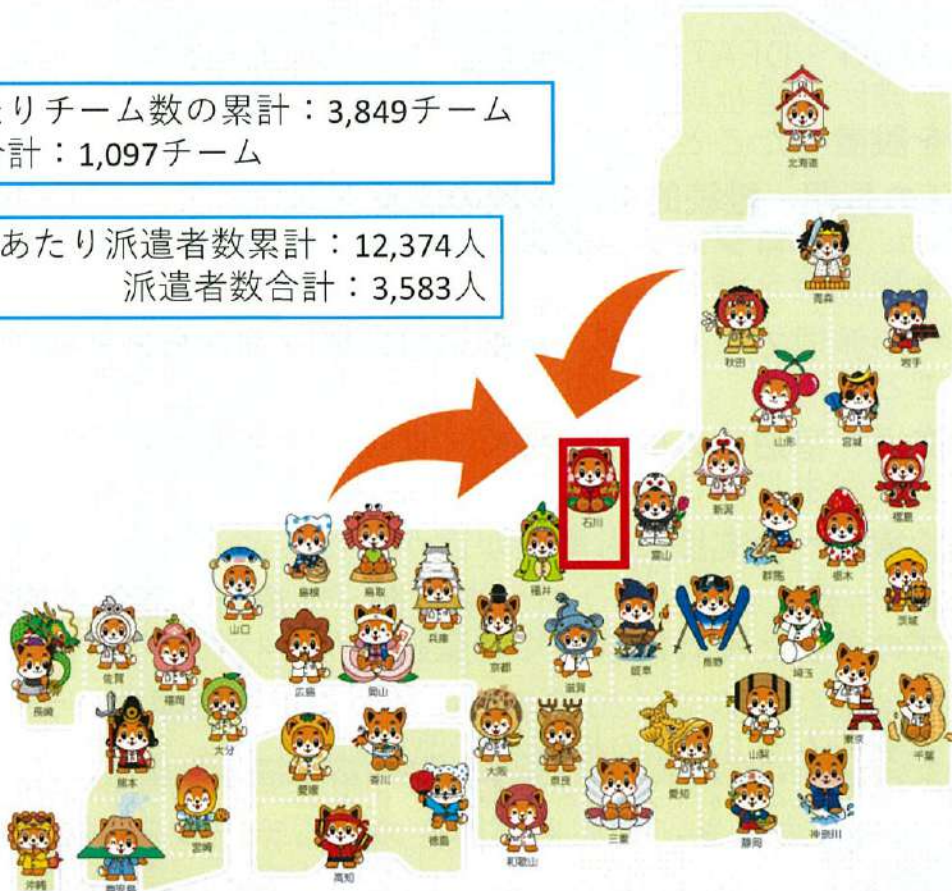 たりチーム数の累計：3,849チーム
計：1,097チーム
あたり派遣者数累計：12,374人
派遣者数合計：3,583人
北海道
青森
秋田
岩手
山形
宮城
新潟
福島
石川
富山
群馬
栃木
茨城
福井
島根
鳥取
兵庫
山口
京都
滋賀
岐阜
長野
埼玉
広島
岡山
佐賀
福岡
長崎
大分
東京
千葉
山梨
大阪
奈良
愛知
熊本
愛媛
香川
徳島
三重
静岡
神奈川
和歌山
宮崎
高知
沖縄
鹿児島